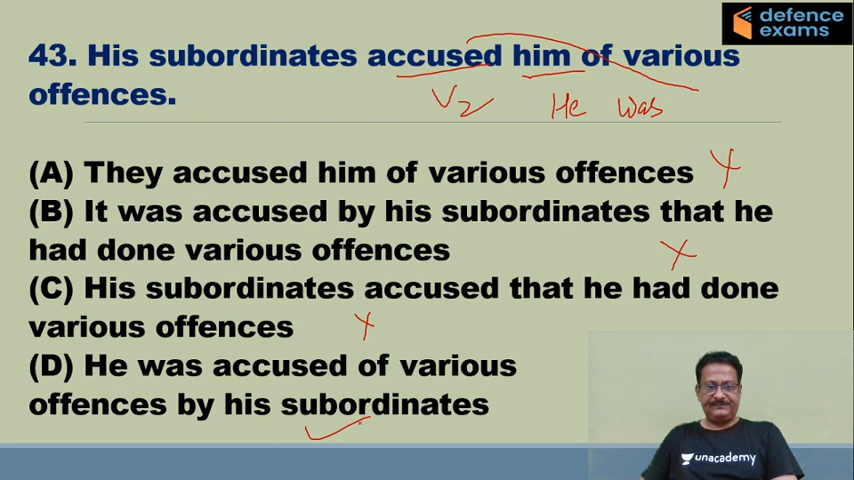 defence
exams
43. His subordinates accused him of various
offences.
V2 He was
(A) They accused him of various offences
(B) It was accused by his subordinates that he
had done various offences
(C) His subordinates accused that he had done
various offences
(D) He was accused of various
offences by his subordinates
unacademy